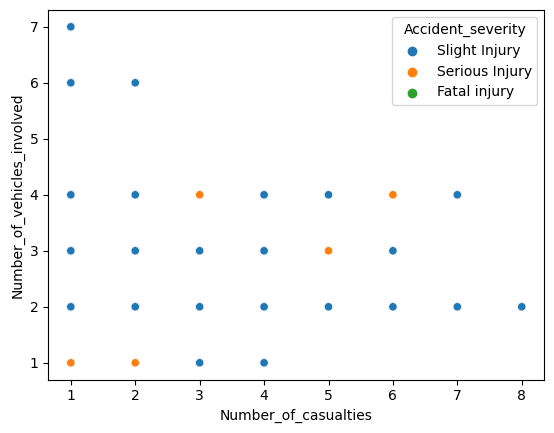 Accident_severity
Slight Injury
Serious Injury
Fatal injury
7
6
5
4
3
2
1
Number_of_vehicles_involved
1 2 3 4 5 6 7 8
Number_of_casualties